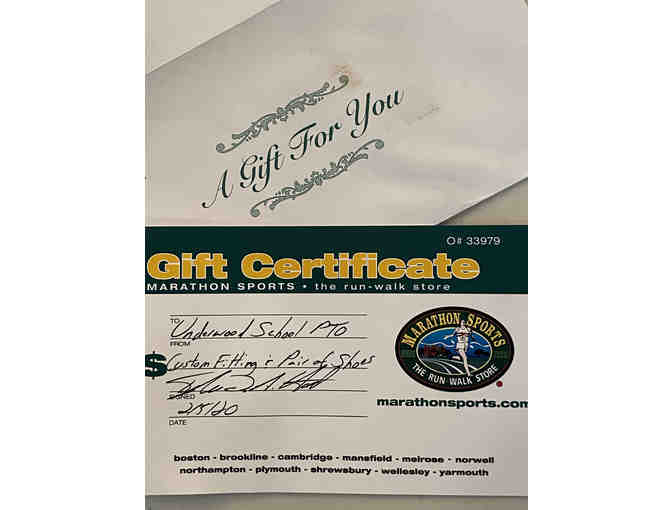 A Gift For You
O# 33979
Gift Certificate
MARATHON SPORTS • the run-walk store
TO
Underwood School PTO
FROM
$ Custom Fitting & Pair of Shoes
SIGNED
2/5/20
DATE
MARATHON SPORTS
THE RUN WALK STORE
marathonsports.com
boston - brookline - cambridge - mansfield - melrose - norwell
northampton - plymouth - shrewsbury - wellesley - yarmouth